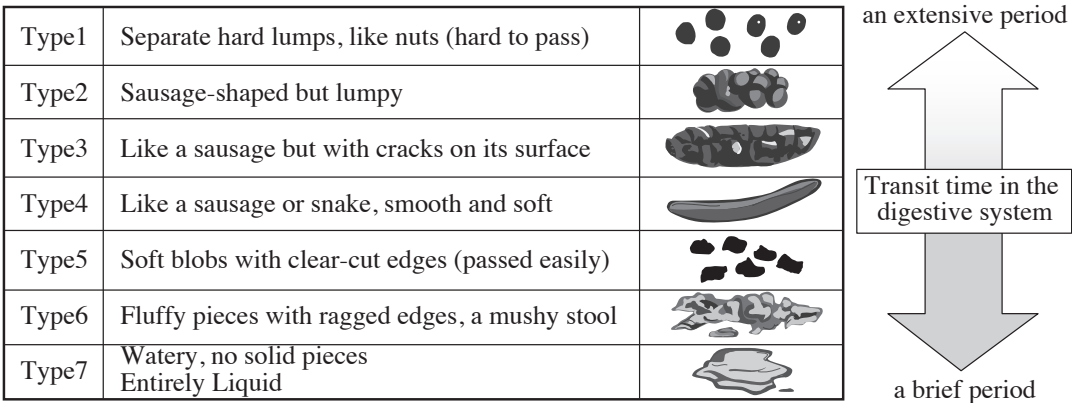 Type1 Separate hard lumps, like nuts (hard to pass)
Type2 Sausage-shaped but lumpy
Type3 Like a sausage but with cracks on its surface
Type4 Like a sausage or snake, smooth and soft
Type5 Soft blobs with clear-cut edges (passed easily)
Type6 Fluffy pieces with ragged edges, a mushy stool
Type7 Watery, no solid pieces
Entirely Liquid
an extensive period
Transit time in the
digestive system
a brief period